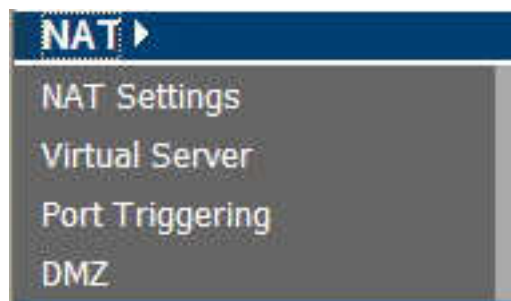 NAT
NAT Settings
Virtual Server
Port Triggering
DMZ